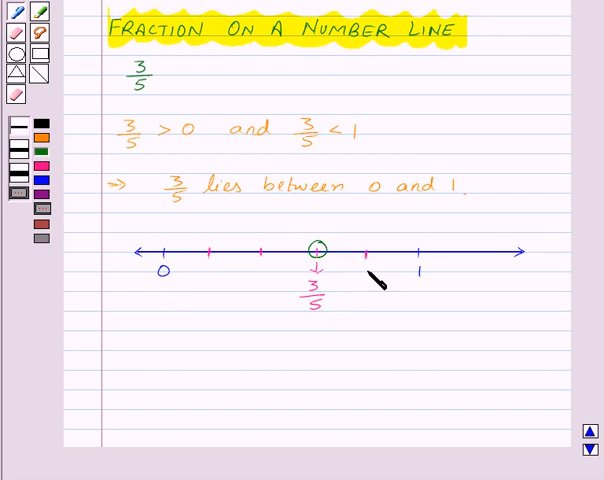 FRACTION ON A NUMBER LINE
3/5
3/5 > 0 and 3/5 < 1
⇒ 3/5 lies between 0 and 1.
0 1
3/5